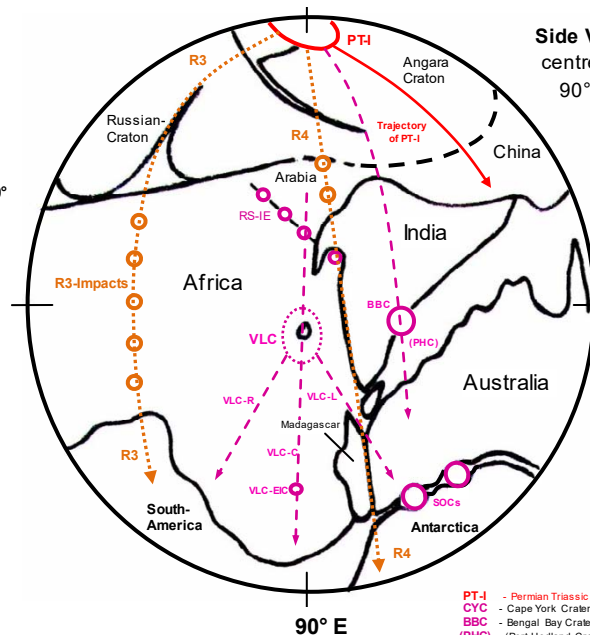 Side V
centre
90°
PT-I
R3
Angara
Craton
Russian-
Craton
Trajectory
of PT-I
R4
China
Arabia
RS-IE
India
Africa
R3-Impacts
BBC
(PHC)
VLC
Australia
VLC-R
VLC-L
Madagascar
VLC-C
R3
VLC-EIC
SOCs
South-
America
Antarctica
R4
90° E
PT-I - Permian Triassic
CYC - Cape York Crater
BBC - Bengal Bay Crate